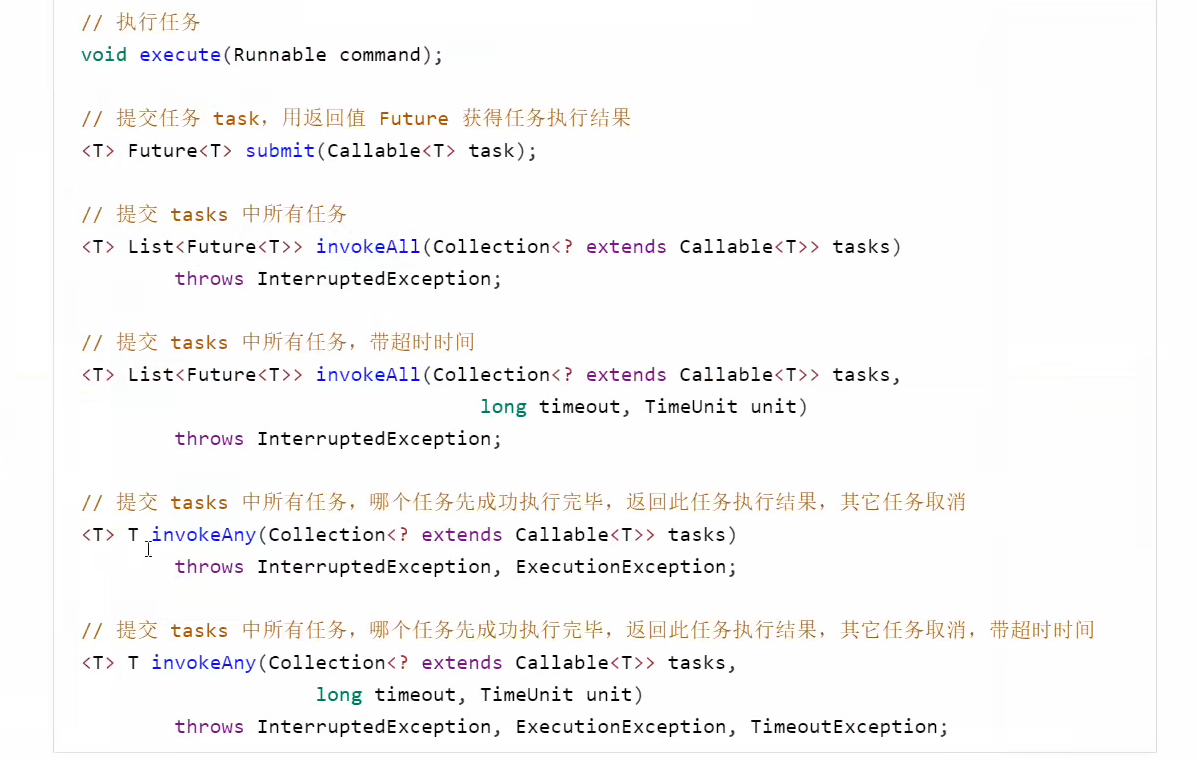 // 执行任务
void execute(Runnable command);
// 提交任务 task，用返回值 Future 获得任务执行结果
<T> Future<T> submit(Callable<T> task);
// 提交 tasks 中所有任务
<T> List<Future<T>> invokeAll(Collection<? extends Callable<T>> tasks)
throws InterruptedException;
// 提交 tasks 中所有任务，带超时时间
<T> List<Future<T>> invokeAll(Collection<? extends Callable<T>> tasks,
long timeout, TimeUnit unit)
throws InterruptedException;
// 提交 tasks 中所有任务，哪个任务先成功执行完毕，返回此任务执行结果，其它任务取消
<T> T invokeAny(Collection<? extends Callable<T>> tasks)
throws InterruptedException, ExecutionException;
// 提交 tasks 中所有任务，哪个任务先成功执行完毕，返回此任务执行结果，其它任务取消，带超时时间
<T> T invokeAny(Collection<? extends Callable<T>> tasks,
long timeout, TimeUnit unit)
throws InterruptedException, ExecutionException, TimeoutException;